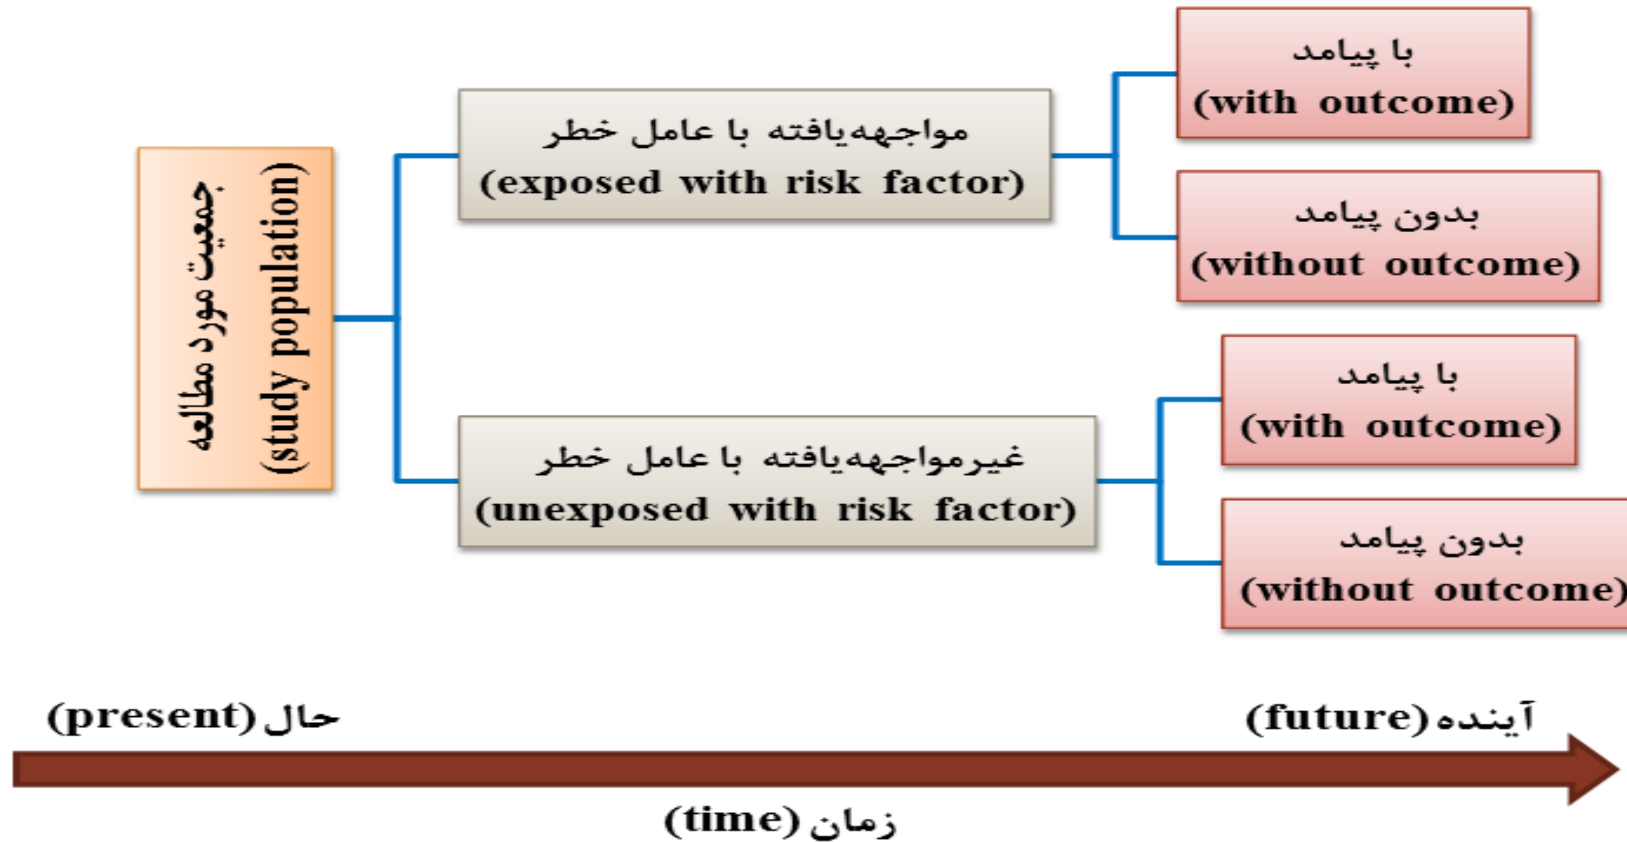 جمعیت مورد مطالعه
(study population)
مواجهه‌یافته با عامل خطر
(exposed with risk factor)
با پیامد
(with outcome)
بدون پیامد
(without outcome)
غیرمواجهه‌یافته با عامل خطر
(unexposed with risk factor)
با پیامد
(with outcome)
بدون پیامد
(without outcome)
حال (present)
آینده (future)
زمان (time)